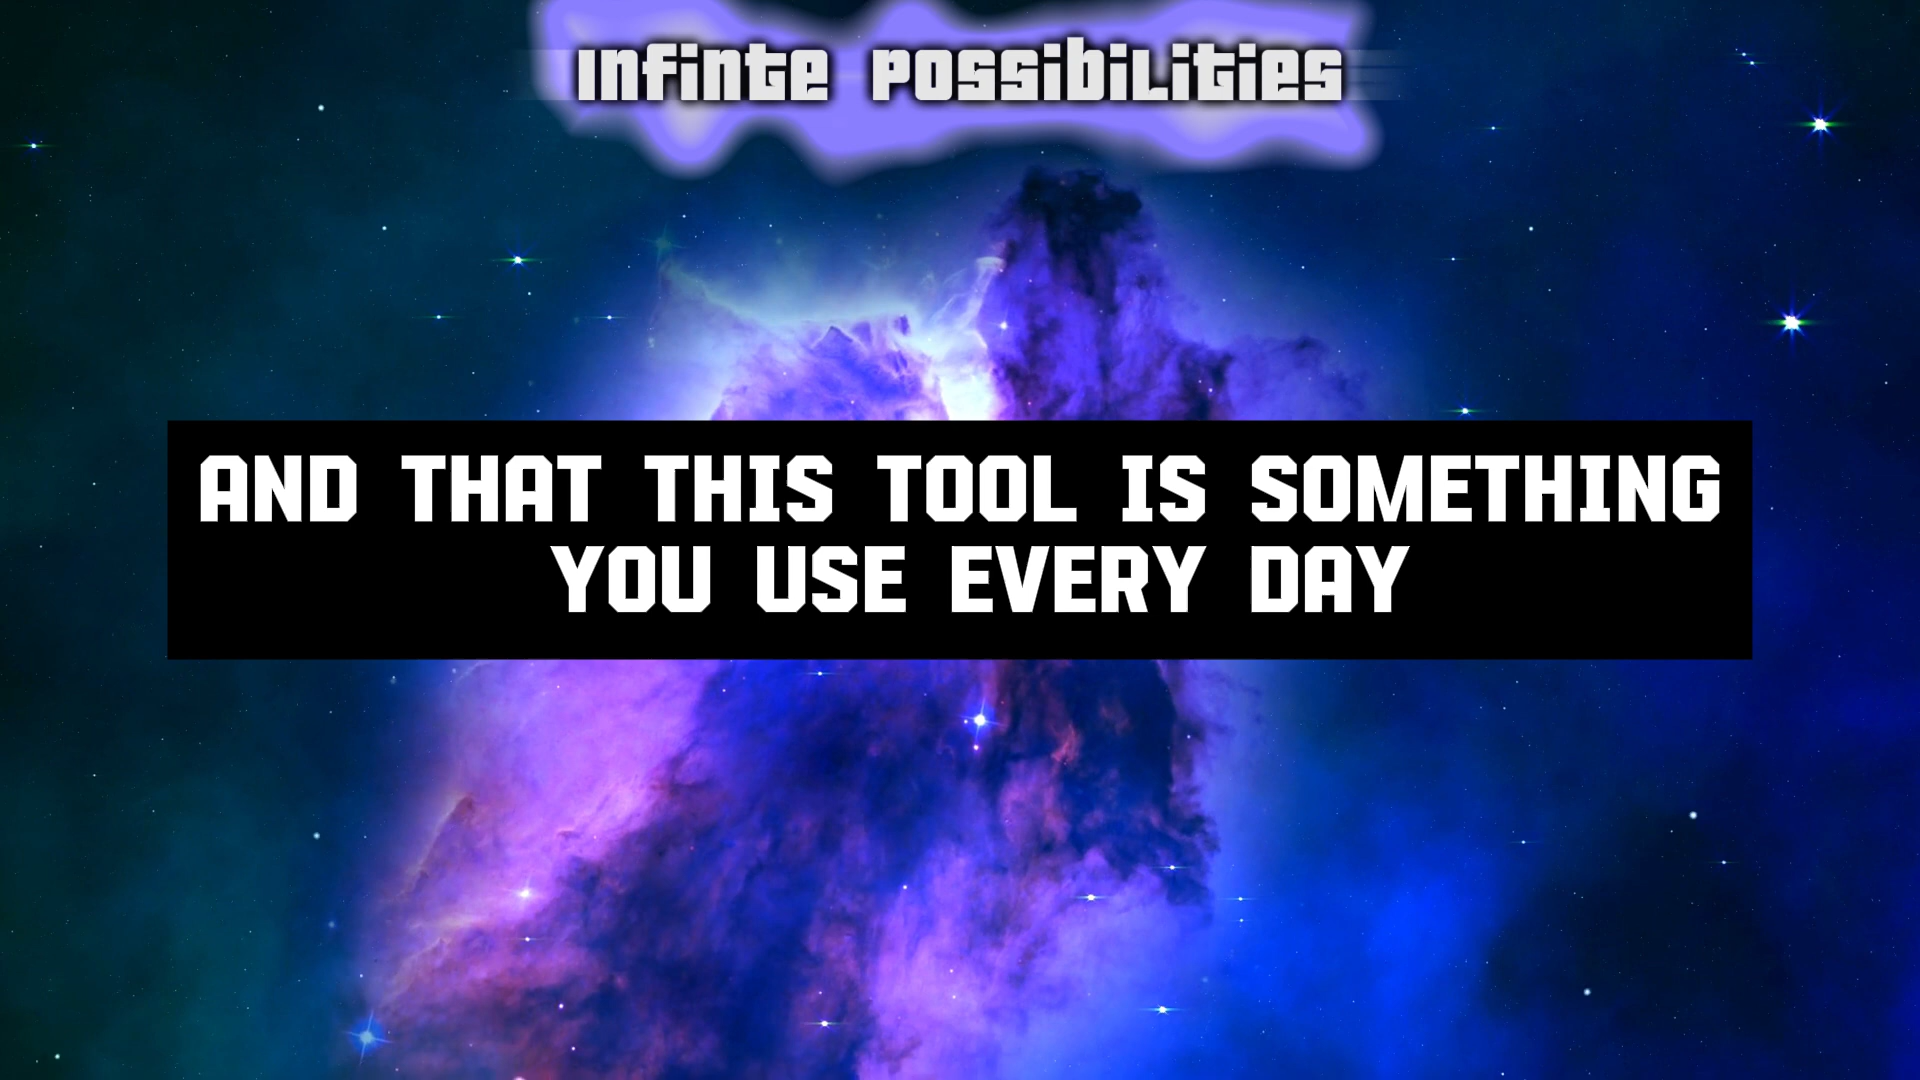 Infinte possibilities
AND THAT THIS TOOL IS SOMETHING
YOU USE EVERY DAY